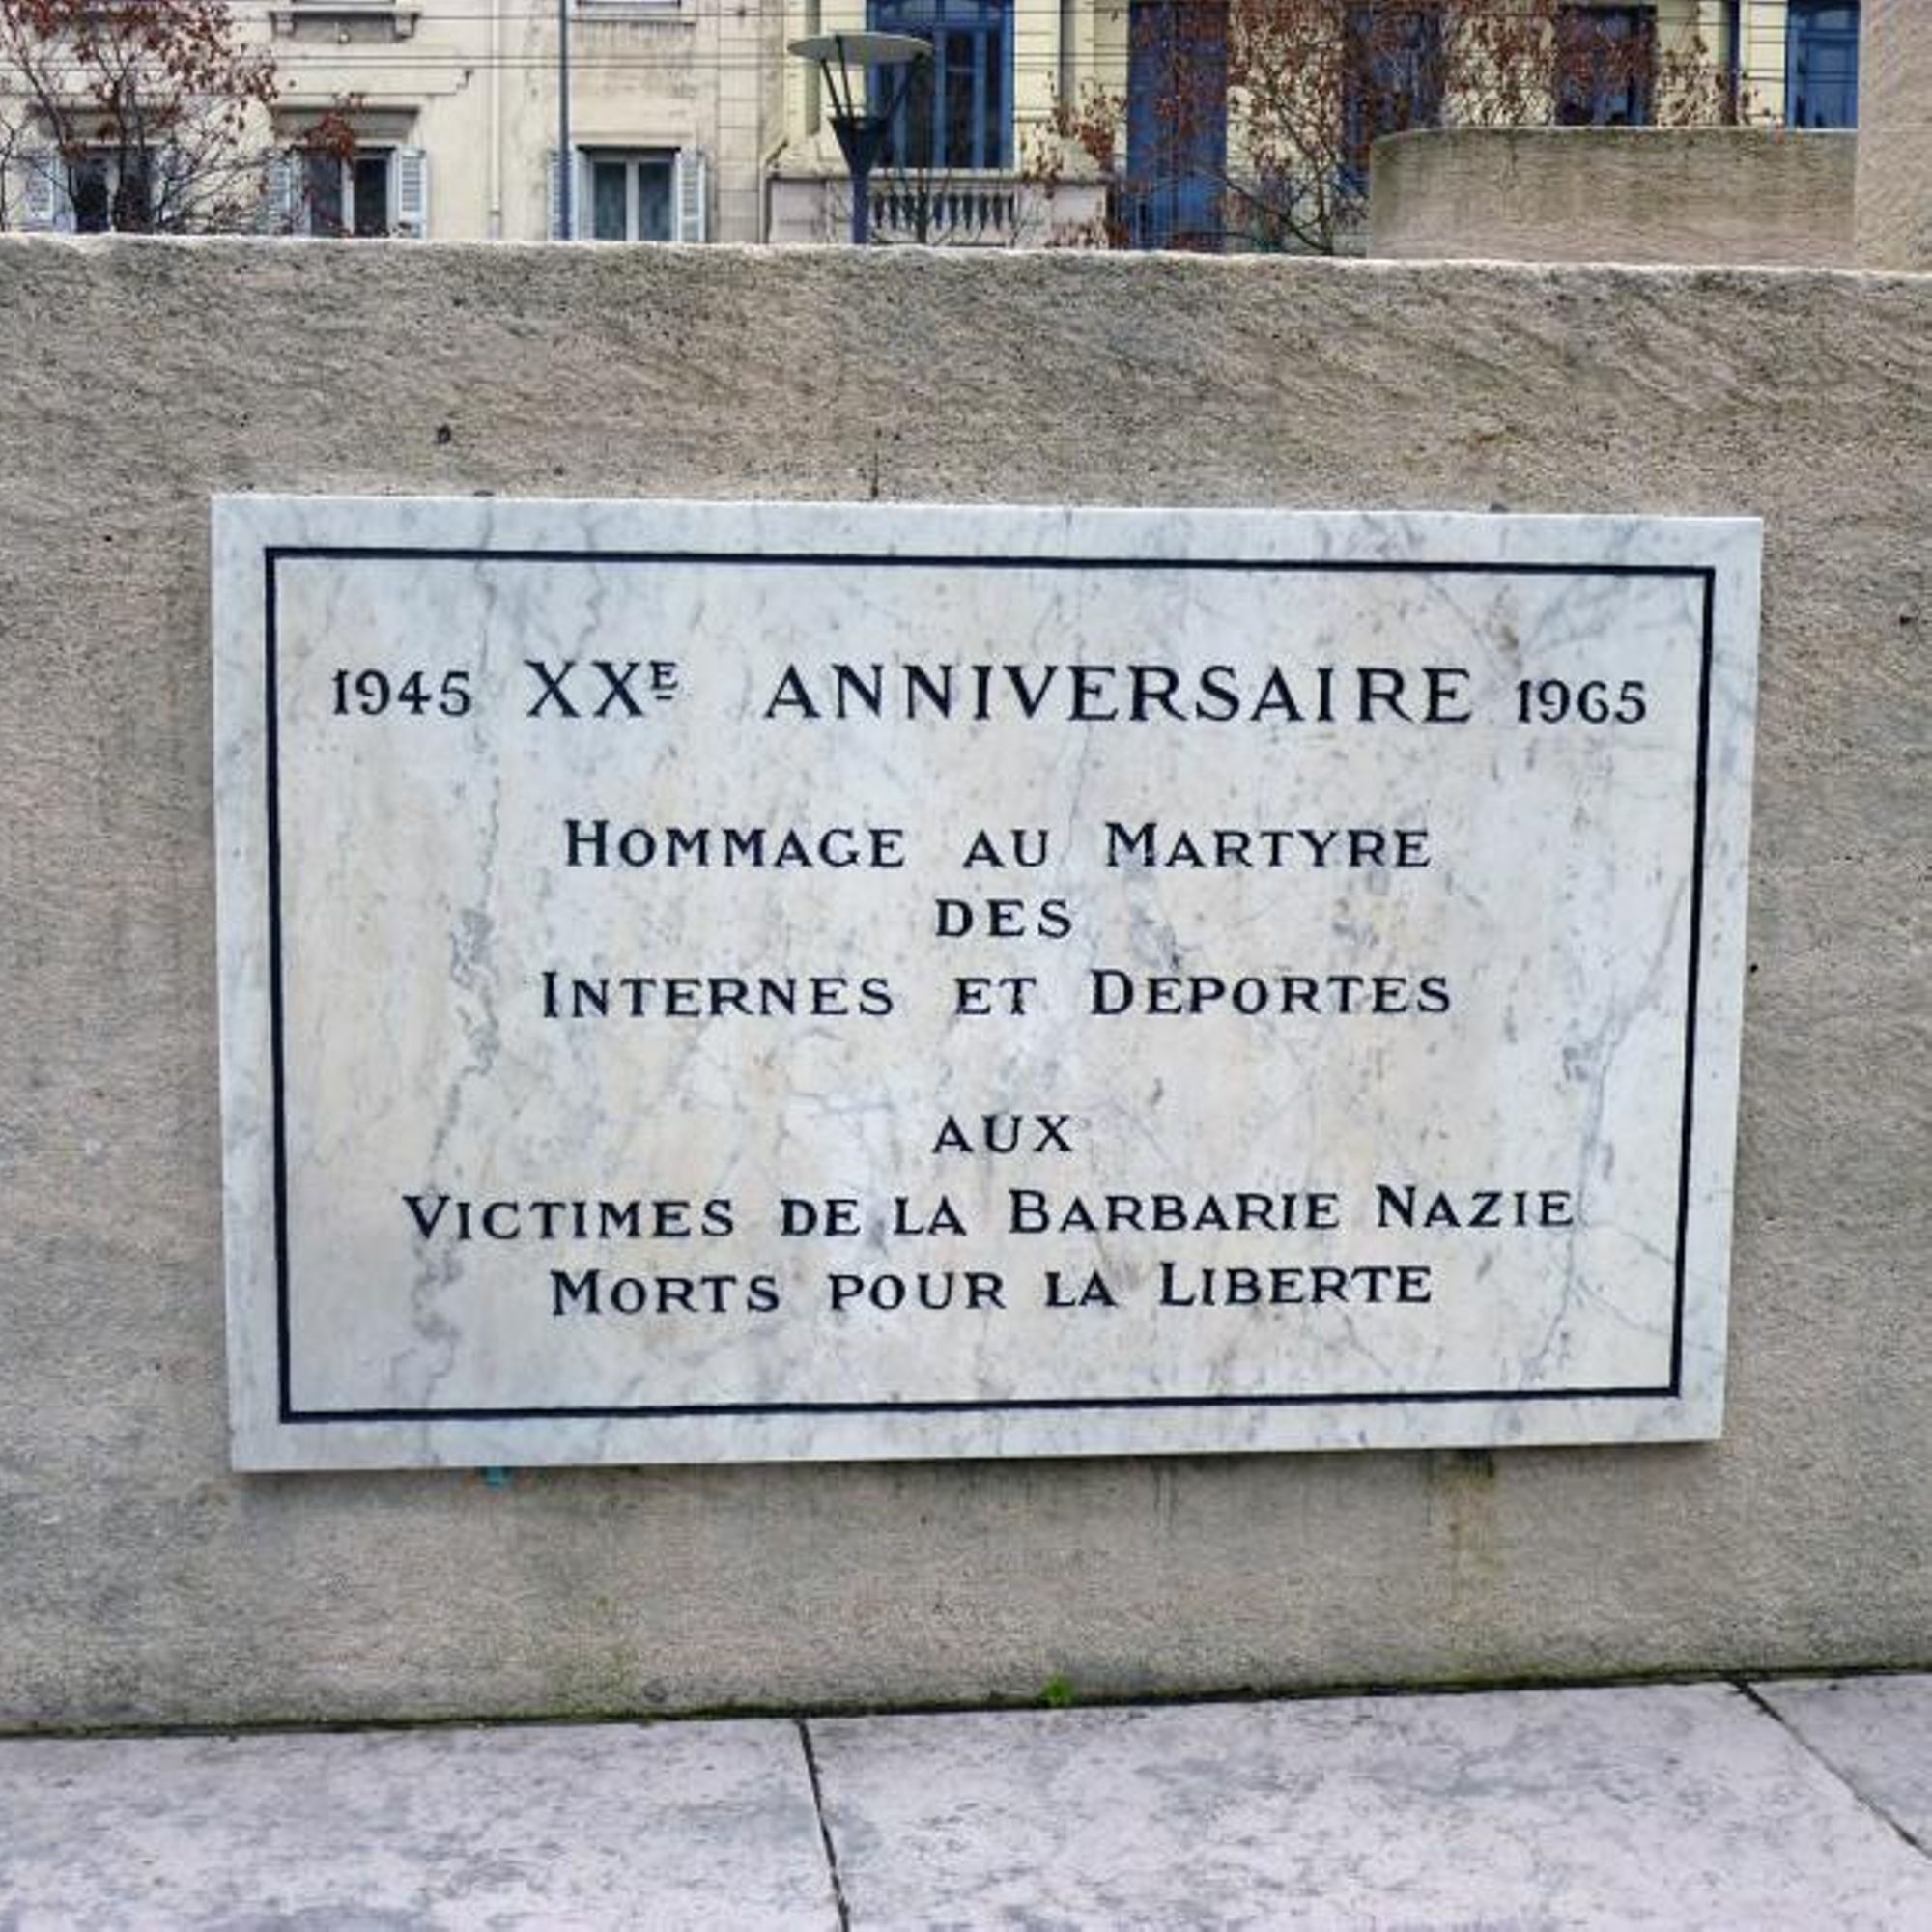 1945 XXE ANNIVERSAIRE 1965
HOMMAGE AU MARTYRE
DES
INTERNES ET DEPORTES
AUX
VICTIMES DE LA BARBARIE NAZIE
MORTS POUR LA LIBERTE